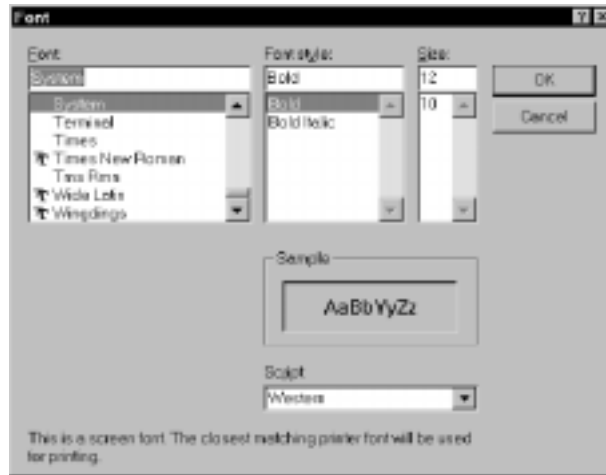 Font
Font: Font style: Size:
System Bold 12
OK
System Bold 10
Terminal Bold Italic
Cancel
Times
Times New Roman
Tms Rmn
Wide Latin
Wingdings
Sample
AaBbYyZz
Script
Western
This is a screen font. The closest matching printer font will be used
for printing.